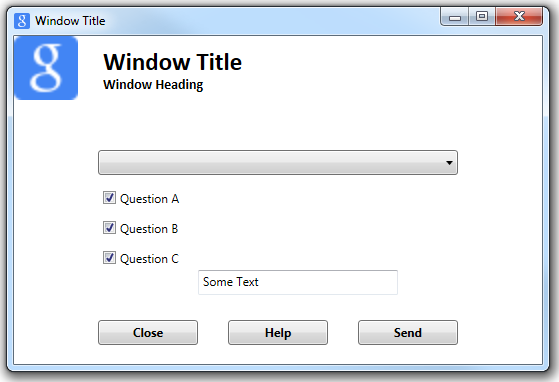 g Window Title
g
Window Title
Window Heading
Question A
Question B
Question C
Some Text
Close Help Send